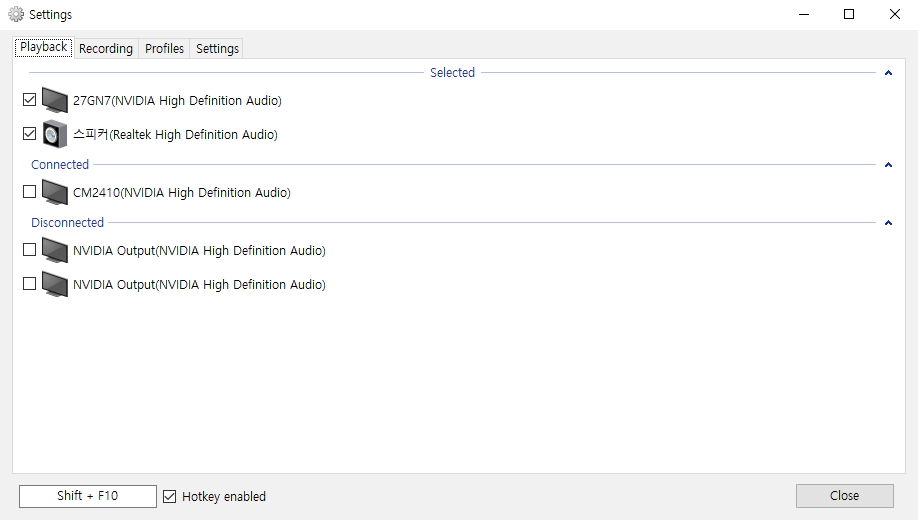 Settings
Playback Recording Profiles Settings
Selected
27GN7(NVIDIA High Definition Audio)
스피커(Realtek High Definition Audio)
Connected
CM2410(NVIDIA High Definition Audio)
Disconnected
NVIDIA Output(NVIDIA High Definition Audio)
NVIDIA Output(NVIDIA High Definition Audio)
Shift + F10 Hotkey enabled Close